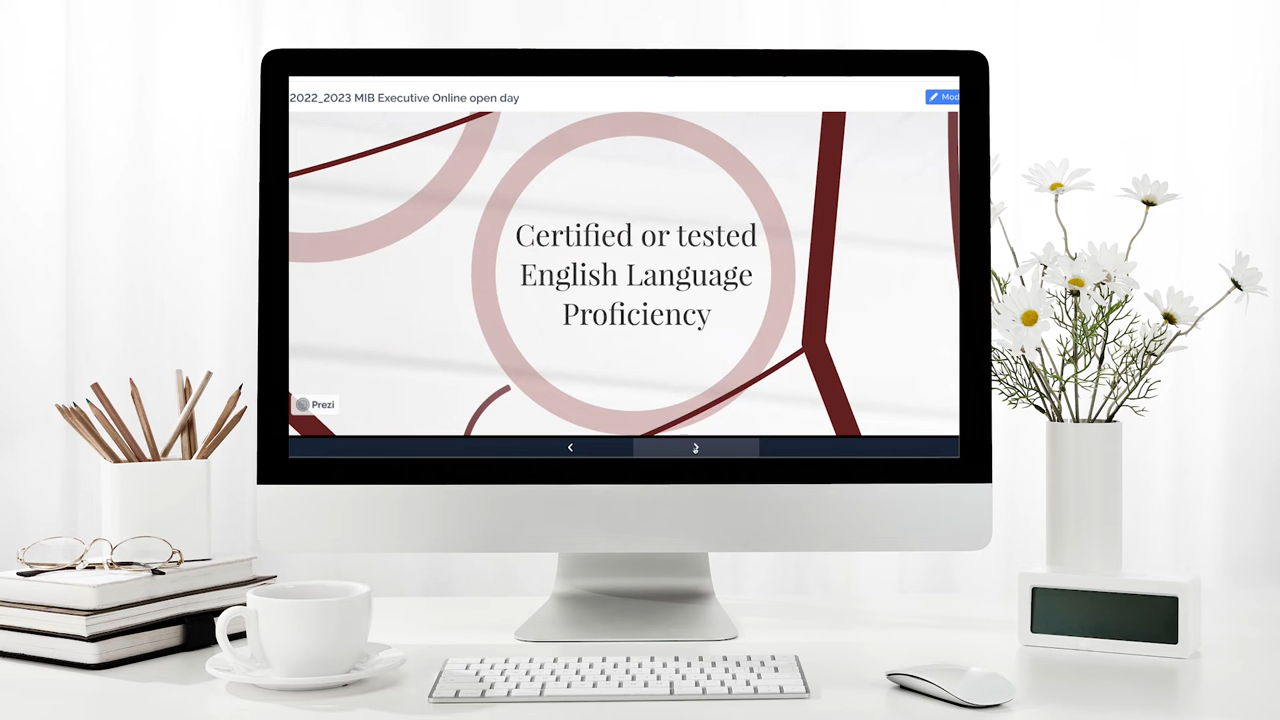 2022_2023 MIB Executive Online open day
Certified or tested
English Language
Proficiency
Prezi